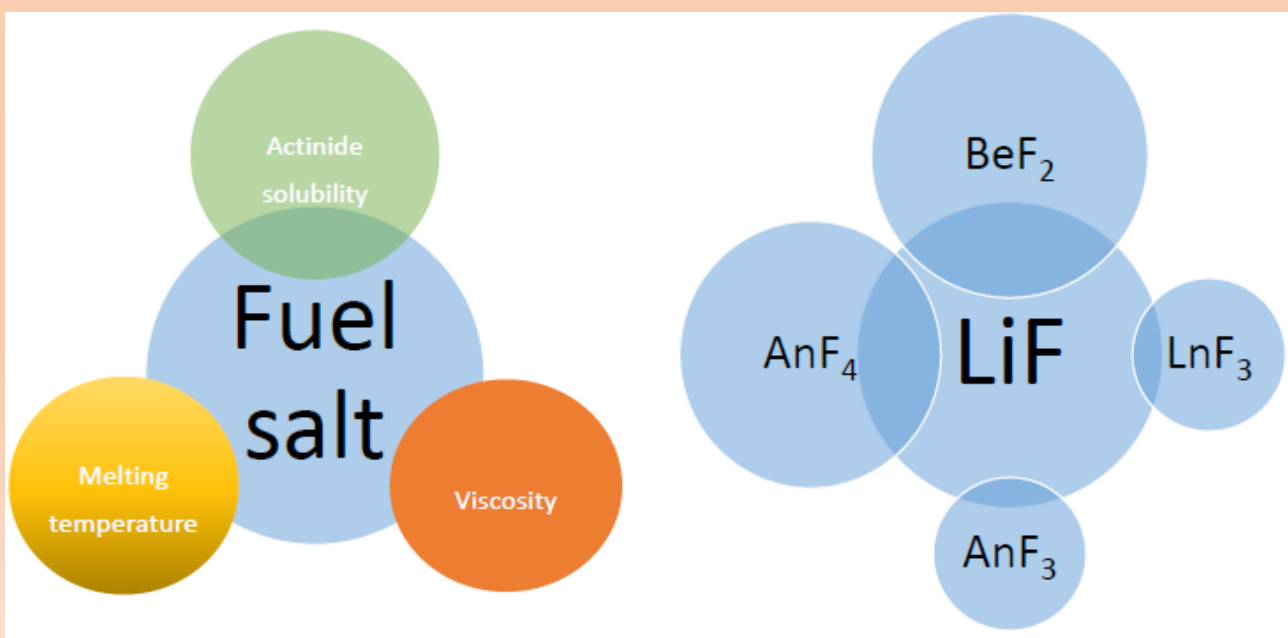 Actinide
solubility
Fuel
salt
Melting
temperature
Viscosity
BeF₂
AnF₄
LiF
LnF₃
AnF₃